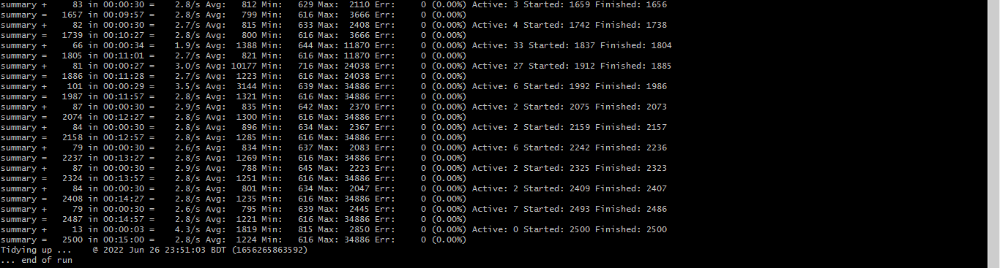 summary +     83 in 00:00:30 =    2.8/s Avg:   812 Min:   629 Max:  2110 Err:     0 (0.00%) Active: 3 Started: 1659 Finished: 1656
summary =   1657 in 00:09:57 =    2.8/s Avg:   799 Min:   616 Max:  3666 Err:     0 (0.00%)
summary +     82 in 00:00:30 =    2.7/s Avg:   815 Min:   633 Max:  2408 Err:     0 (0.00%) Active: 4 Started: 1742 Finished: 1738
summary =   1739 in 00:10:27 =    2.8/s Avg:   800 Min:   616 Max:  3666 Err:     0 (0.00%)
summary +     66 in 00:00:34 =    1.9/s Avg:  1388 Min:   644 Max: 11870 Err:     0 (0.00%) Active: 33 Started: 1837 Finished: 1804
summary =   1805 in 00:11:01 =    2.7/s Avg:   821 Min:   616 Max: 11870 Err:     0 (0.00%)
summary +     81 in 00:00:27 =    3.0/s Avg: 10177 Min:   716 Max: 24038 Err:     0 (0.00%) Active: 27 Started: 1912 Finished: 1885
summary =   1886 in 00:11:28 =    2.7/s Avg:  1223 Min:   616 Max: 24038 Err:     0 (0.00%)
summary +    101 in 00:00:29 =    3.5/s Avg:  3144 Min:   639 Max: 34886 Err:     0 (0.00%) Active: 6 Started: 1992 Finished: 1986
summary =   1987 in 00:11:57 =    2.8/s Avg:  1321 Min:   616 Max: 34886 Err:     0 (0.00%)
summary +     87 in 00:00:30 =    2.9/s Avg:   835 Min:   642 Max:  2370 Err:     0 (0.00%) Active: 2 Started: 2075 Finished: 2073
summary =   2074 in 00:12:27 =    2.8/s Avg:  1300 Min:   616 Max: 34886 Err:     0 (0.00%)
summary +     84 in 00:00:30 =    2.8/s Avg:   896 Min:   634 Max:  2367 Err:     0 (0.00%) Active: 2 Started: 2159 Finished: 2157
summary =   2158 in 00:12:57 =    2.8/s Avg:  1285 Min:   616 Max: 34886 Err:     0 (0.00%)
summary +     79 in 00:00:30 =    2.6/s Avg:   834 Min:   637 Max:  2083 Err:     0 (0.00%) Active: 6 Started: 2242 Finished: 2236
summary =   2237 in 00:13:27 =    2.8/s Avg:  1269 Min:   616 Max: 34886 Err:     0 (0.00%)
summary +     87 in 00:00:30 =    2.9/s Avg:   788 Min:   645 Max:  2223 Err:     0 (0.00%) Active: 2 Started: 2325 Finished: 2323
summary =   2324 in 00:13:57 =    2.8/s Avg:  1251 Min:   616 Max: 34886 Err:     0 (0.00%)
summary +     84 in 00:00:30 =    2.8/s Avg:   801 Min:   634 Max:  2047 Err:     0 (0.00%) Active: 2 Started: 2409 Finished: 2407
summary =   2408 in 00:14:27 =    2.8/s Avg:  1235 Min:   616 Max: 34886 Err:     0 (0.00%)
summary +     79 in 00:00:30 =    2.6/s Avg:   795 Min:   639 Max:  2445 Err:     0 (0.00%) Active: 7 Started: 2493 Finished: 2486
summary =   2487 in 00:14:57 =    2.8/s Avg:  1221 Min:   616 Max: 34886 Err:     0 (0.00%)
summary +     13 in 00:00:03 =    4.3/s Avg:  1819 Min:   815 Max:  2850 Err:     0 (0.00%) Active: 0 Started: 2500 Finished: 2500
summary =   2500 in 00:15:00 =    2.8/s Avg:  1224 Min:   616 Max: 34886 Err:     0 (0.00%)
Tidying up ...    @ 2022 Jun 26 23:51:03 BDT (1656265863592)
... end of run